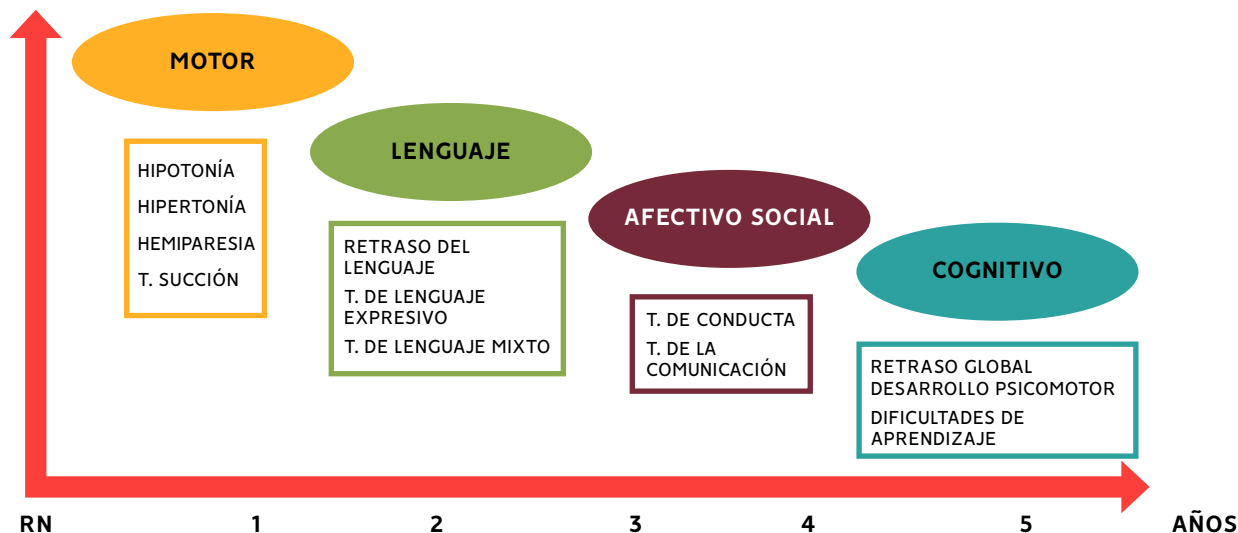 MOTOR
HIPOTONÍA
HIPERTONÍA
HEMIPARESIA
T. SUCCIÓN
LENGUAJE
RETRASO DEL
LENGUAJE
T. DE LENGUAJE
EXPRESIVO
T. DE LENGUAJE MIXTO
AFECTIVO SOCIAL
T. DE CONDUCTA
T. DE LA
COMUNICACIÓN
COGNITIVO
RETRASO GLOBAL
DESARROLLO PSICOMOTOR
DIFICULTADES DE
APRENDIZAJE
RN 1 2 3 4 5 AÑOS